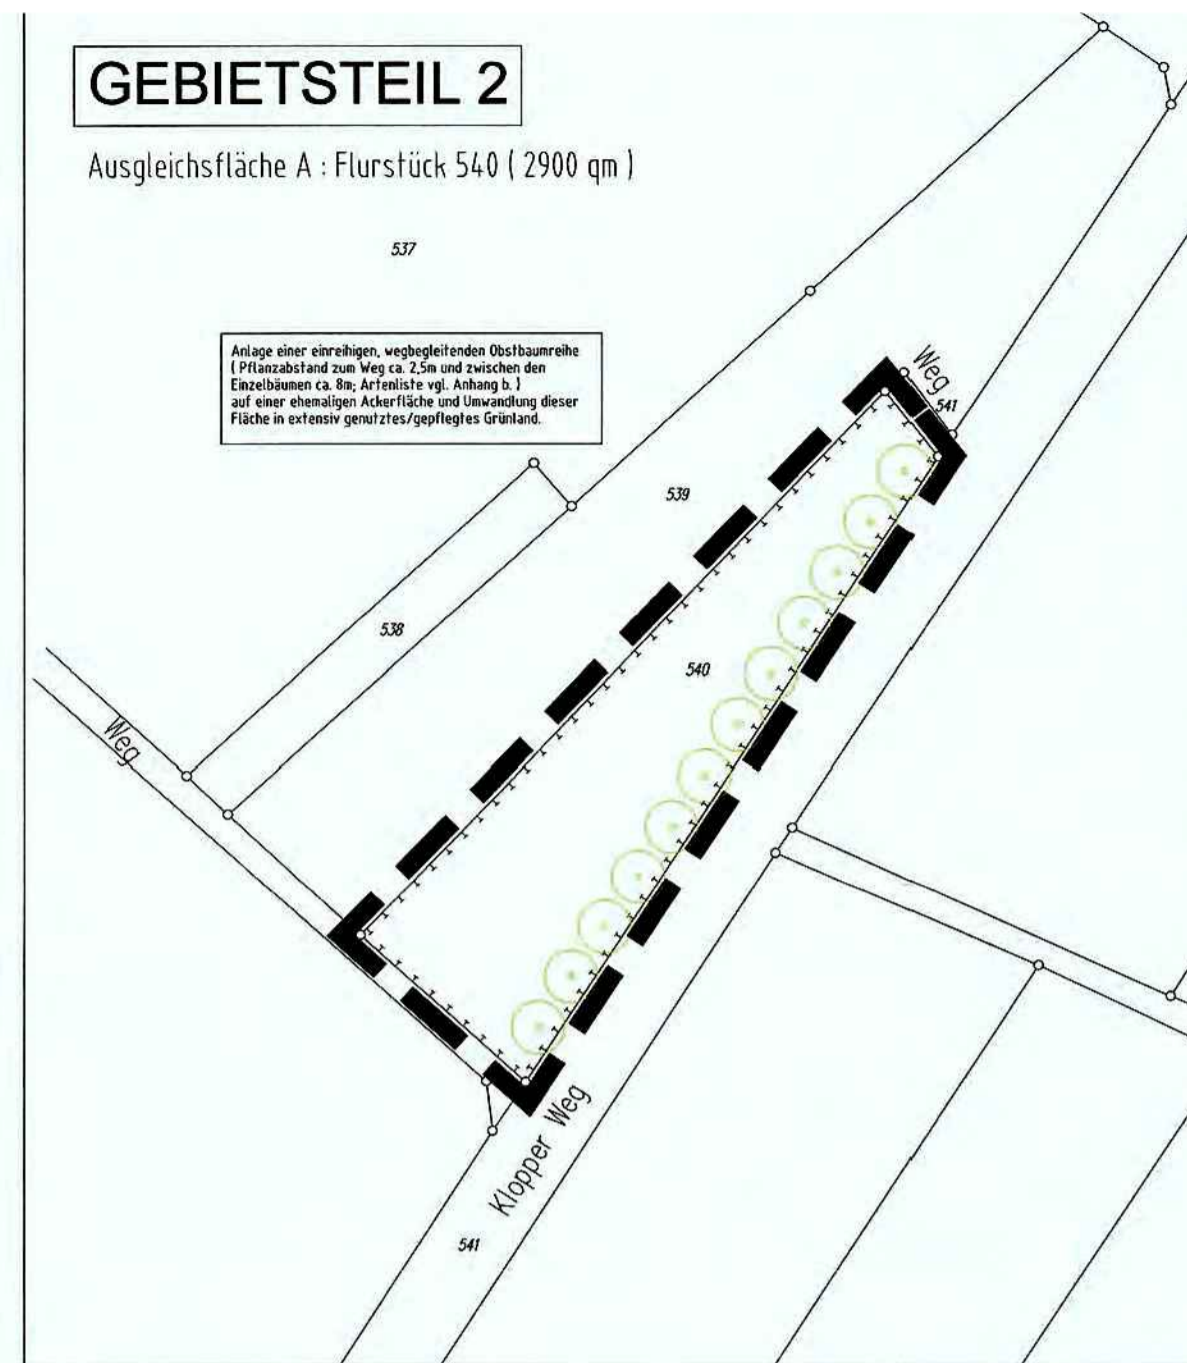 GEBIETSTEIL 2
Ausgleichsfläche A : Flurstück 540 ( 2900 qm )
537
Anlage einer einreihigen, wegbegleitenden Obstbaumreihe
( Pflanzabstand zum Weg ca. 2,5m und zwischen den
Einzelbäumen ca. 8m; Artenliste vgl. Anhang b. )
auf einer ehemaligen Ackerfläche und Umwandlung dieser
Fläche in extensiv genutztes/gepflegtes Grünland.
Weg
541
539
538
540
Weg
Klopper Weg
541